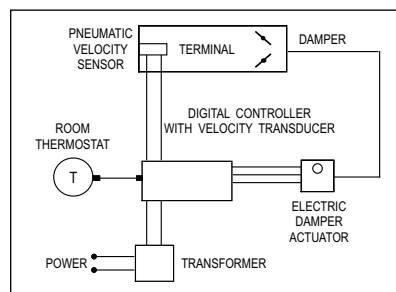 PNEUMATIC
VELOCITY
SENSOR
TERMINAL
DAMPER
DIGITAL CONTROLLER
WITH VELOCITY TRANSDUCER
ROOM
THERMOSTAT
T
ELECTRIC
DAMPER
ACTUATOR
POWER
TRANSFORMER